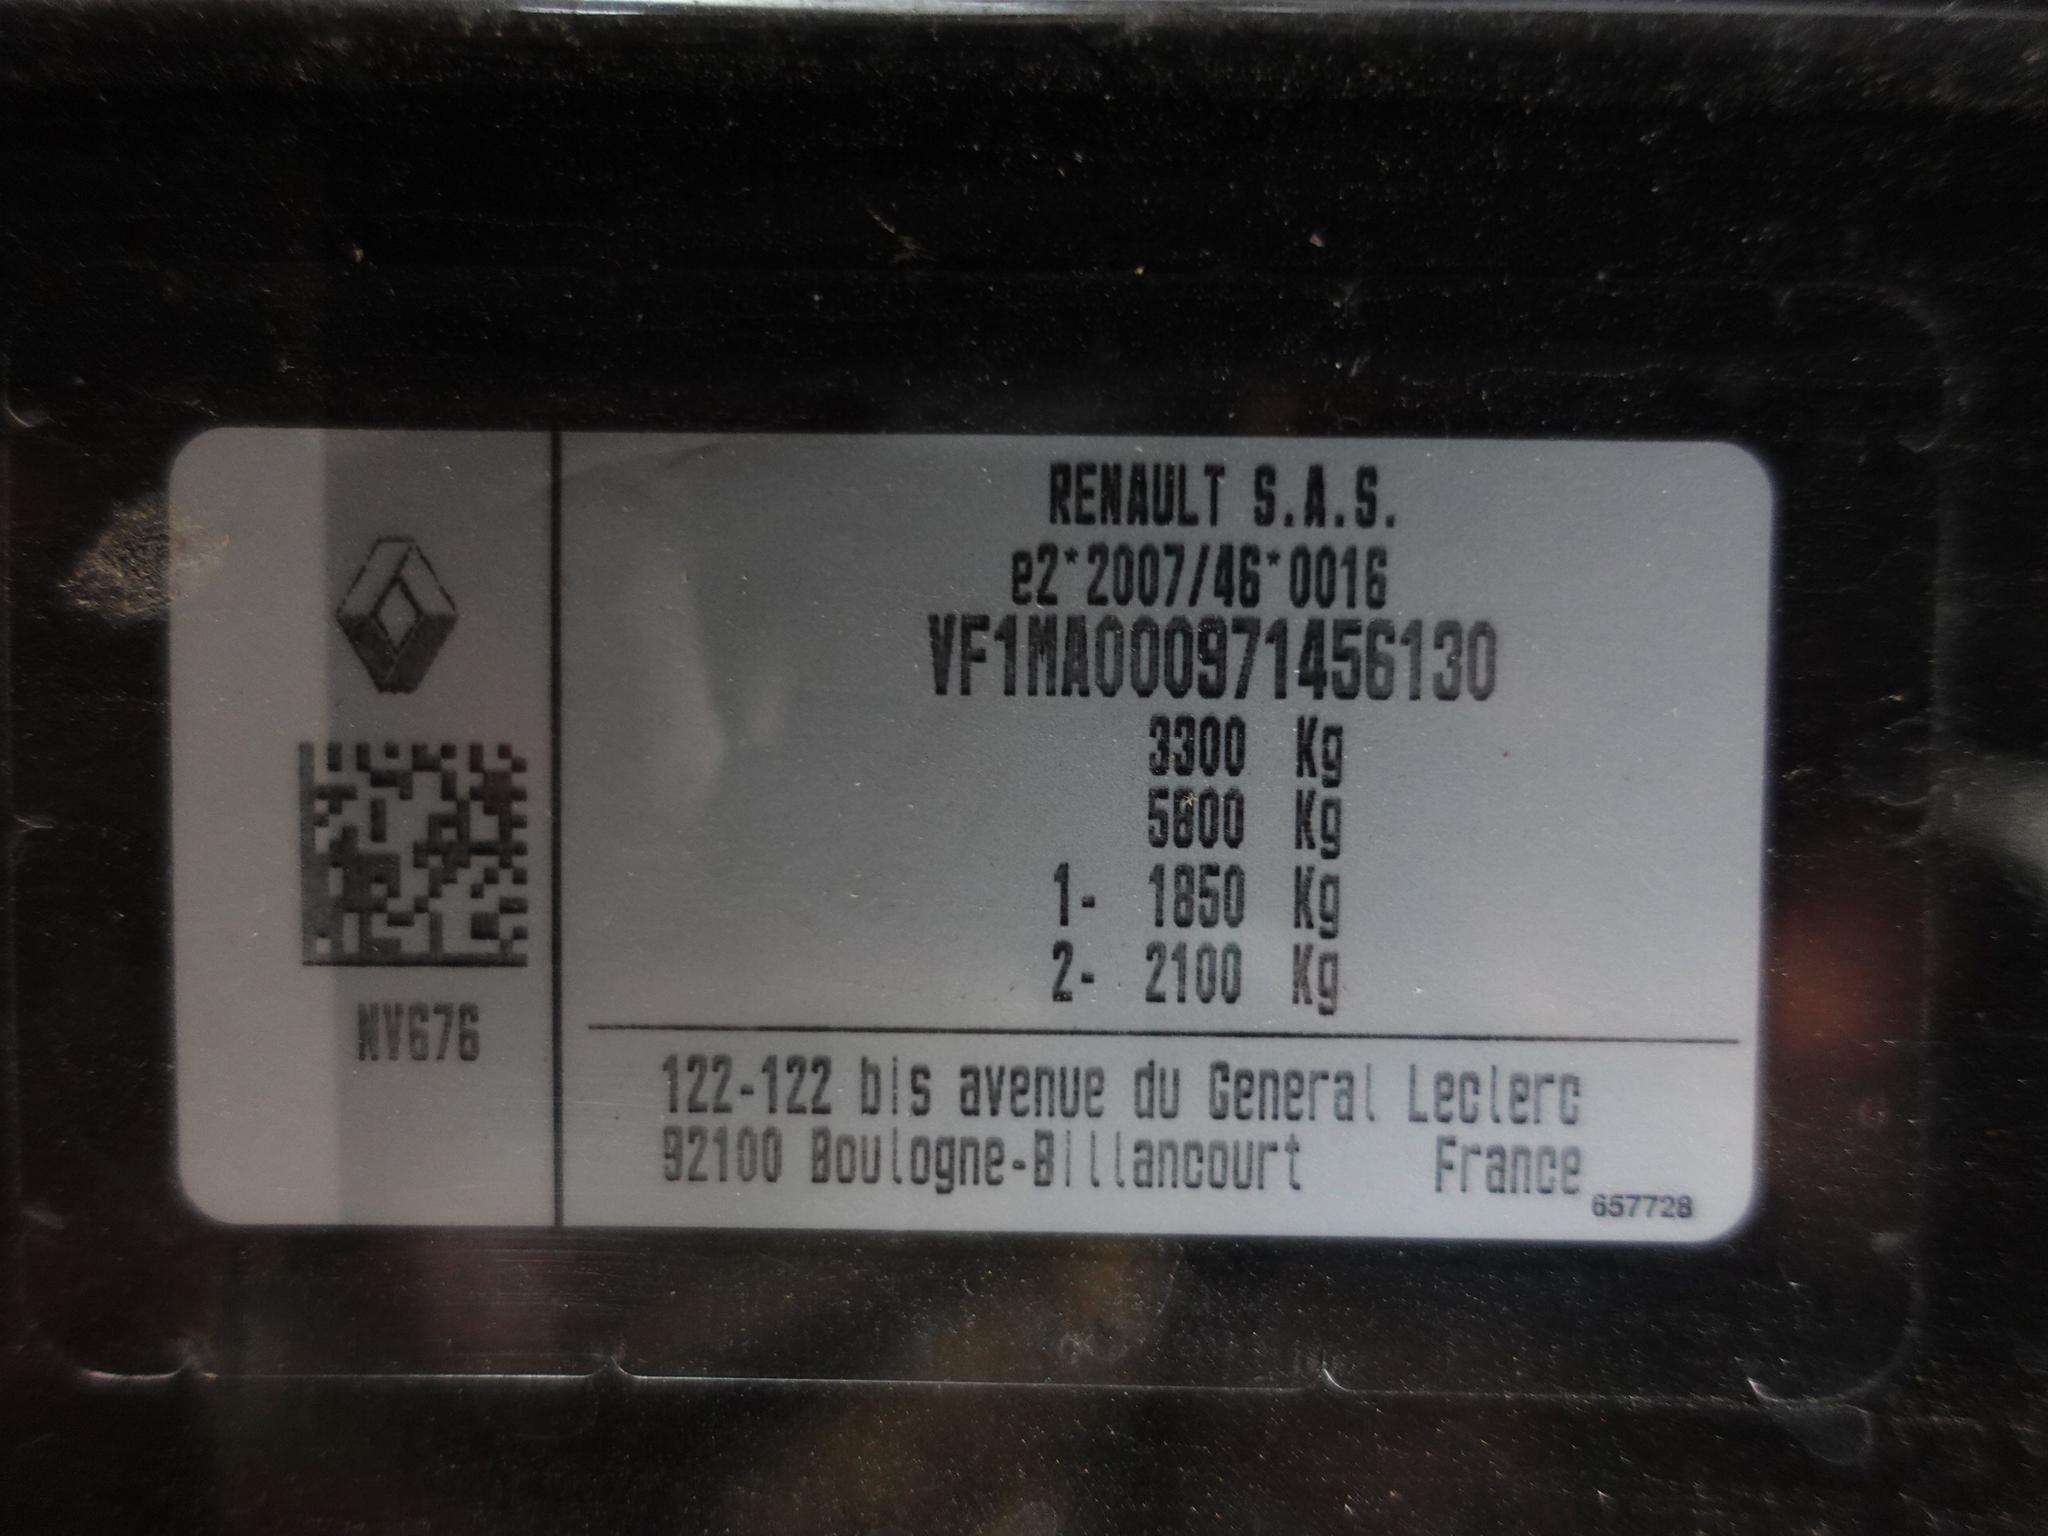 RENAULT S.A.S.
e2*2007/46*0016
VF1MA000971456130
3300 Kg
5800 Kg
1- 1850 Kg
2- 2100 Kg
NV676
122-122 bis avenue du General Leclerc
92100 Boulogne-Billancourt France
657728